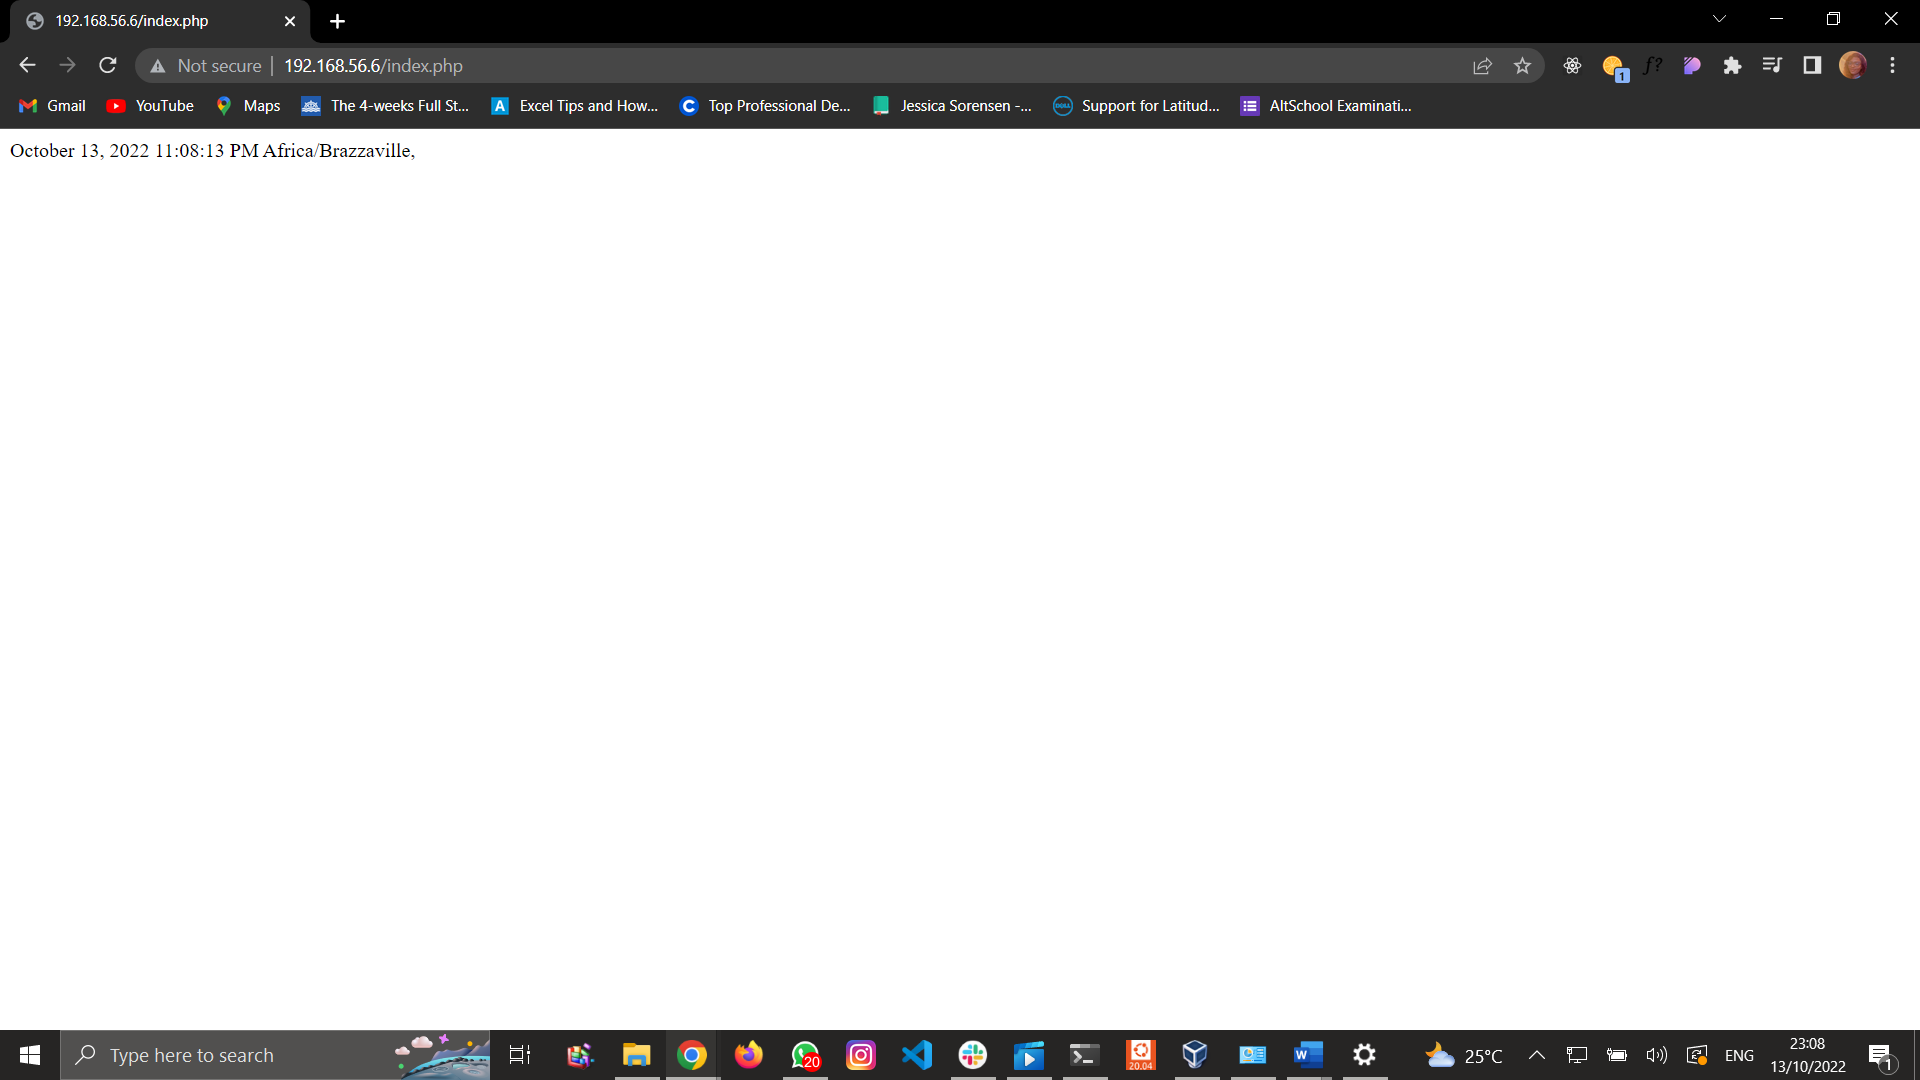 192.168.56.6/index.php
Not secure | 192.168.56.6/index.php
1
f?
Gmail YouTube Maps The 4-weeks Full St... Excel Tips and How... Top Professional De... Jessica Sorensen -... Support for Latitud... AltSchool Examinati...
October 13, 2022 11:08:13 PM Africa/Brazzaville,
Type here to search
20
20.04
25°C
ENG
23:08
13/10/2022
1